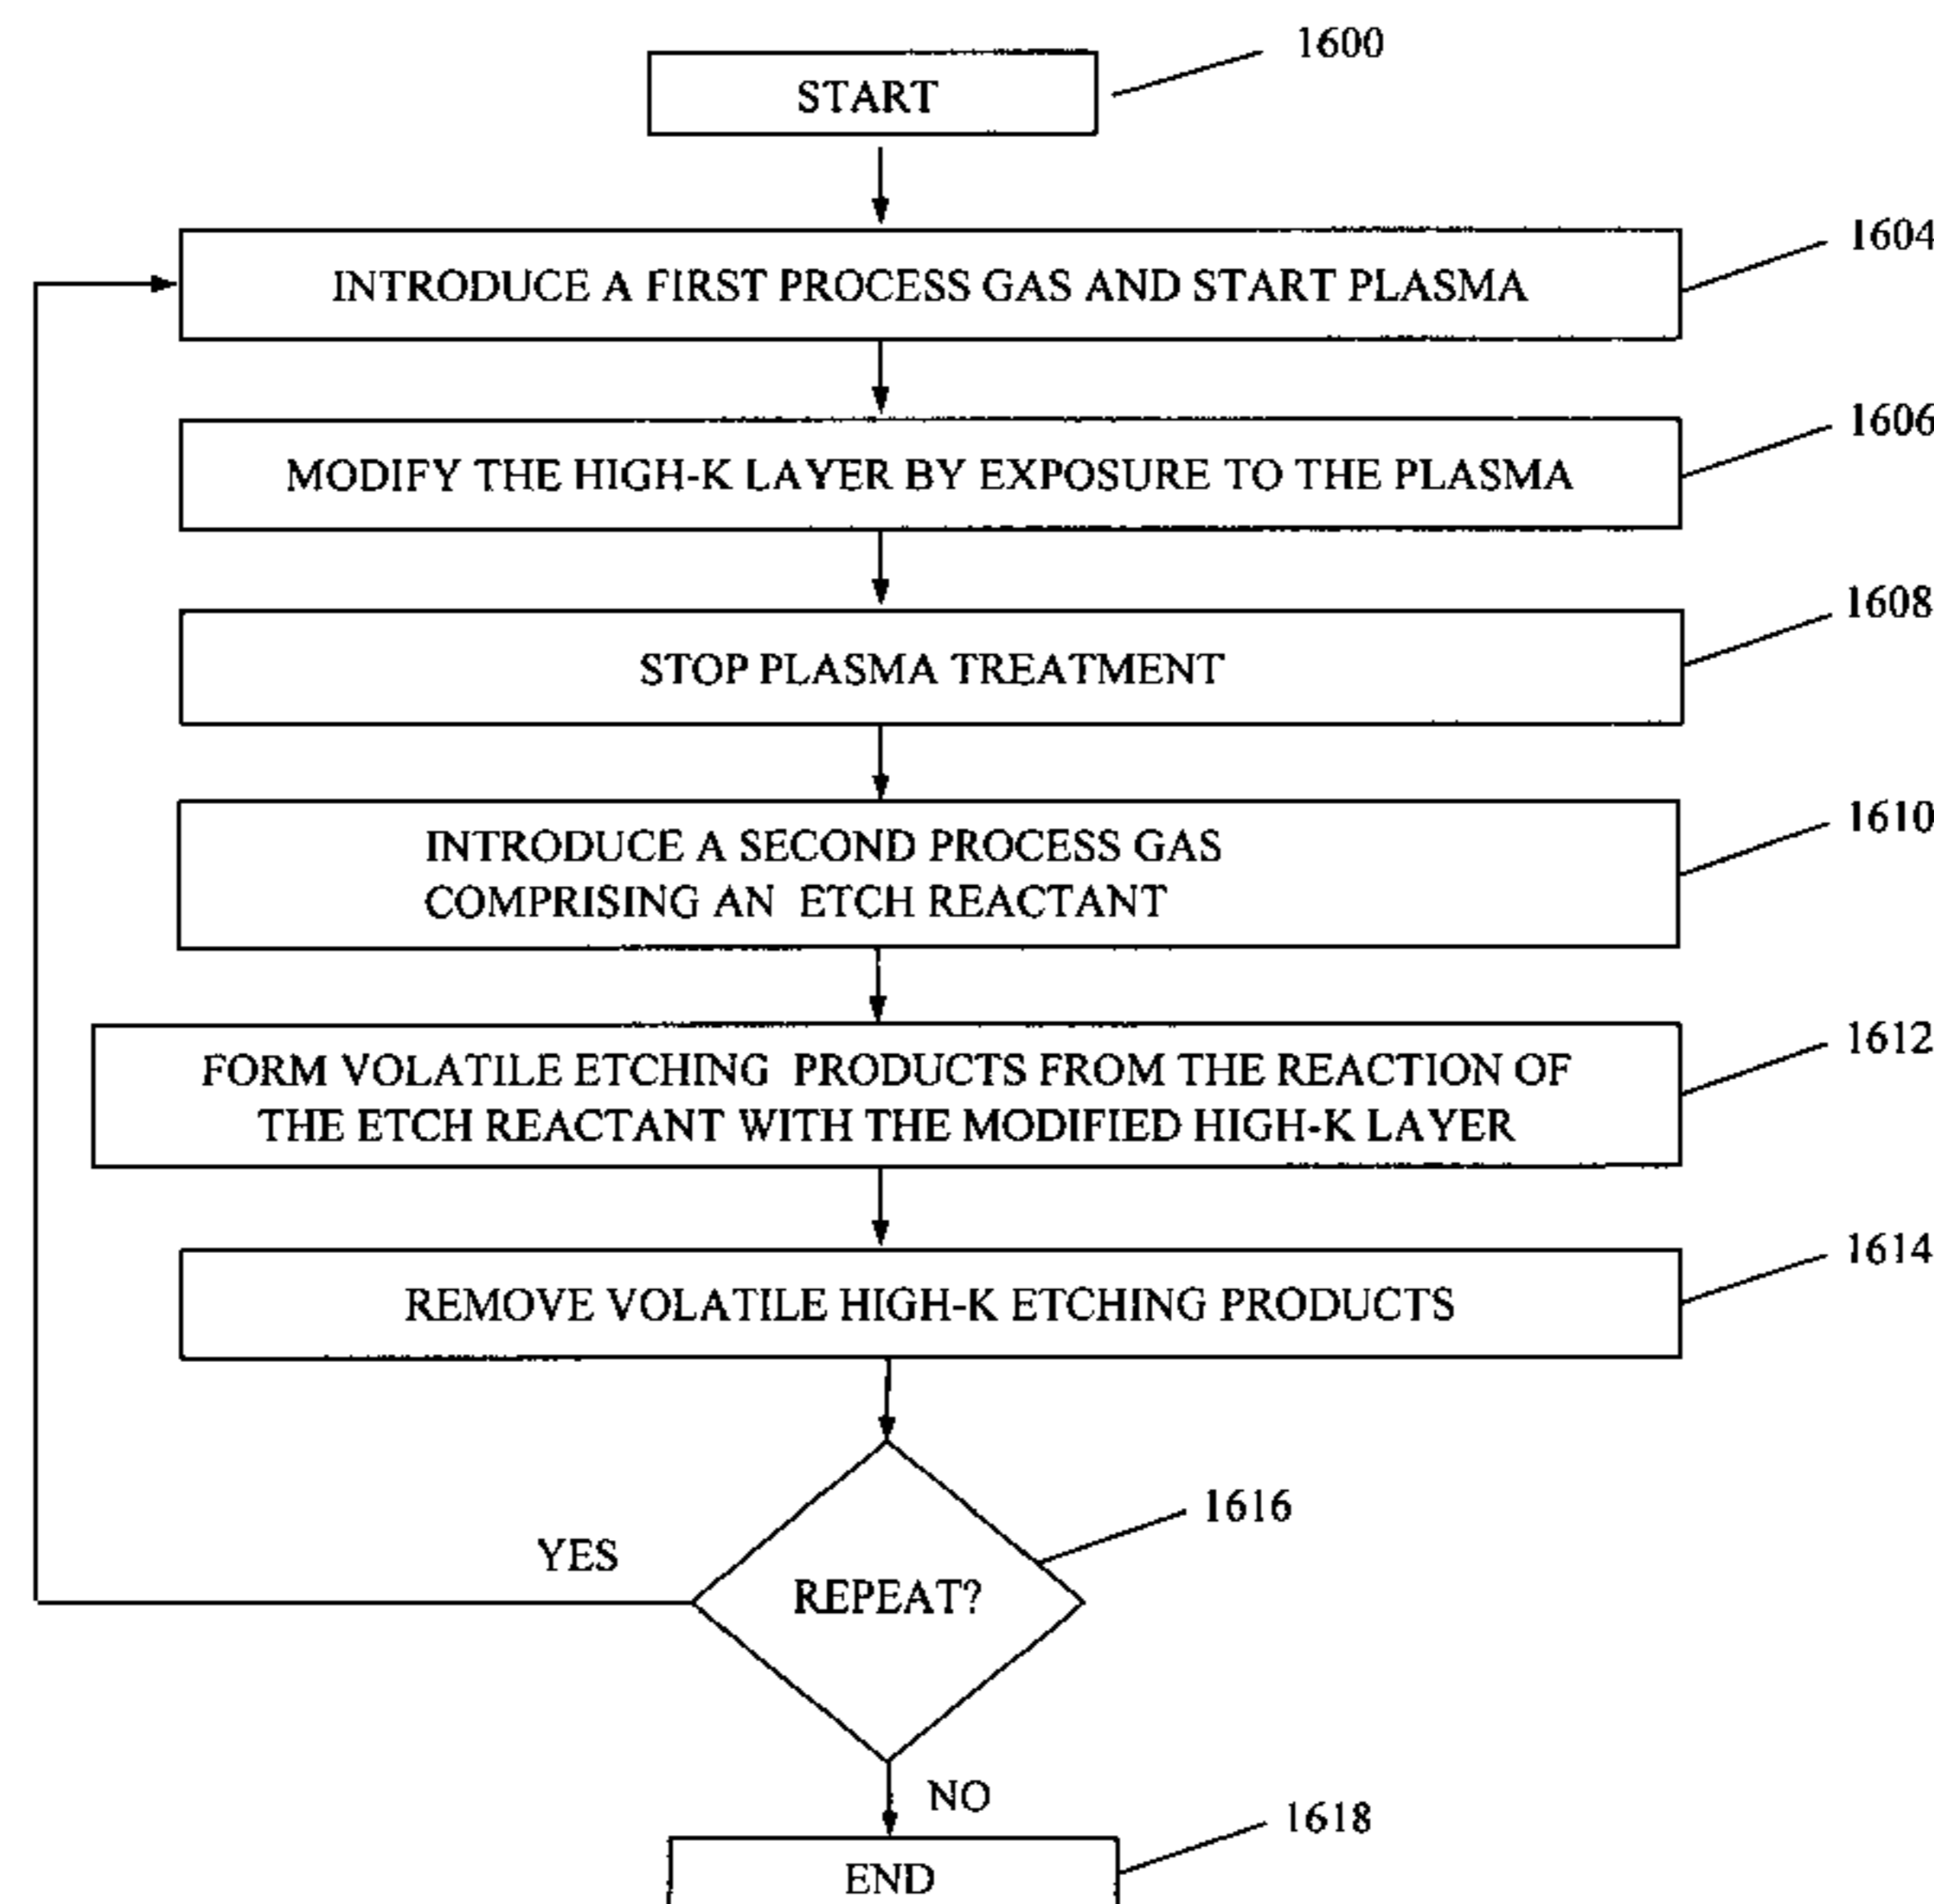 1600
START
1604
INTRODUCE A FIRST PROCESS GAS AND START PLASMA
1606
MODIFY THE HIGH-K LAYER BY EXPOSURE TO THE PLASMA
1608
STOP PLASMA TREATMENT
1610
INTRODUCE A SECOND PROCESS GAS
COMPRISING AN ETCH REACTANT
1612
FORM VOLATILE ETCHING PRODUCTS FROM THE REACTION OF
THE ETCH REACTANT WITH THE MODIFIED HIGH-K LAYER
1614
REMOVE VOLATILE HIGH-K ETCHING PRODUCTS
1616
YES
REPEAT?
NO
1618
END